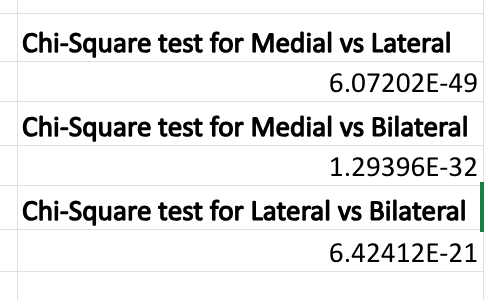 Chi-Square test for Medial vs Lateral
6.07202E-49
Chi-Square test for Medial vs Bilateral
1.29396E-32
Chi-Square test for Lateral vs Bilateral
6.42412E-21